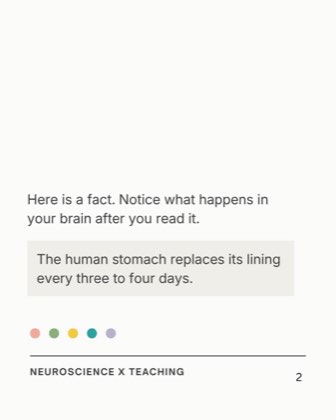 Here is a fact. Notice what happens in
your brain after you read it.
The human stomach replaces its lining
every three to four days.
NEUROSCIENCE X TEACHING
2